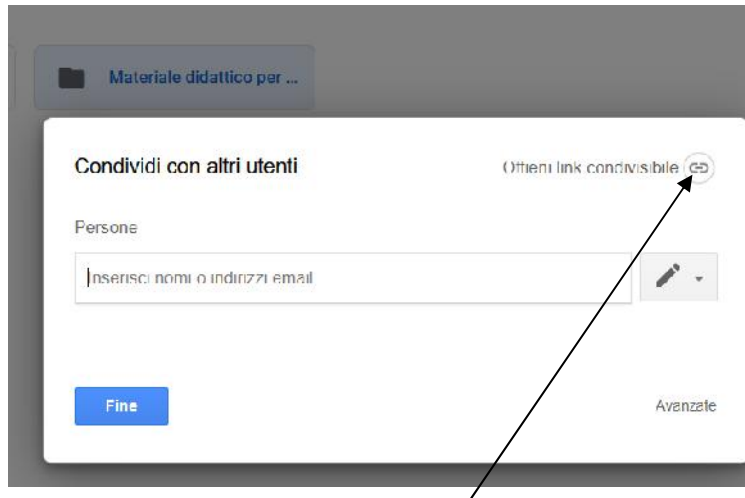 Materiale didattico per ...
Condividi con altri utenti
Ottieni link condivisibile
Persone
Inserisci nomi o indirizzi email
Fine
Avanzate